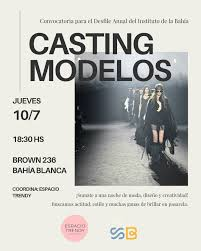 Convocatoria para el Desfile Anual del Instituto de la Bahía
CASTING
MODELOS
JUEVES
10/7
18:30 HS
BROWN 236
BAHÍA BLANCA
COORDINA: ESPACIO
TRENDY
¡Sumate a una noche de moda, diseño y creatividad!
Buscamos actitud, estilo y muchas ganas de brillar en pasarela.
ESPACIO
TRENDY